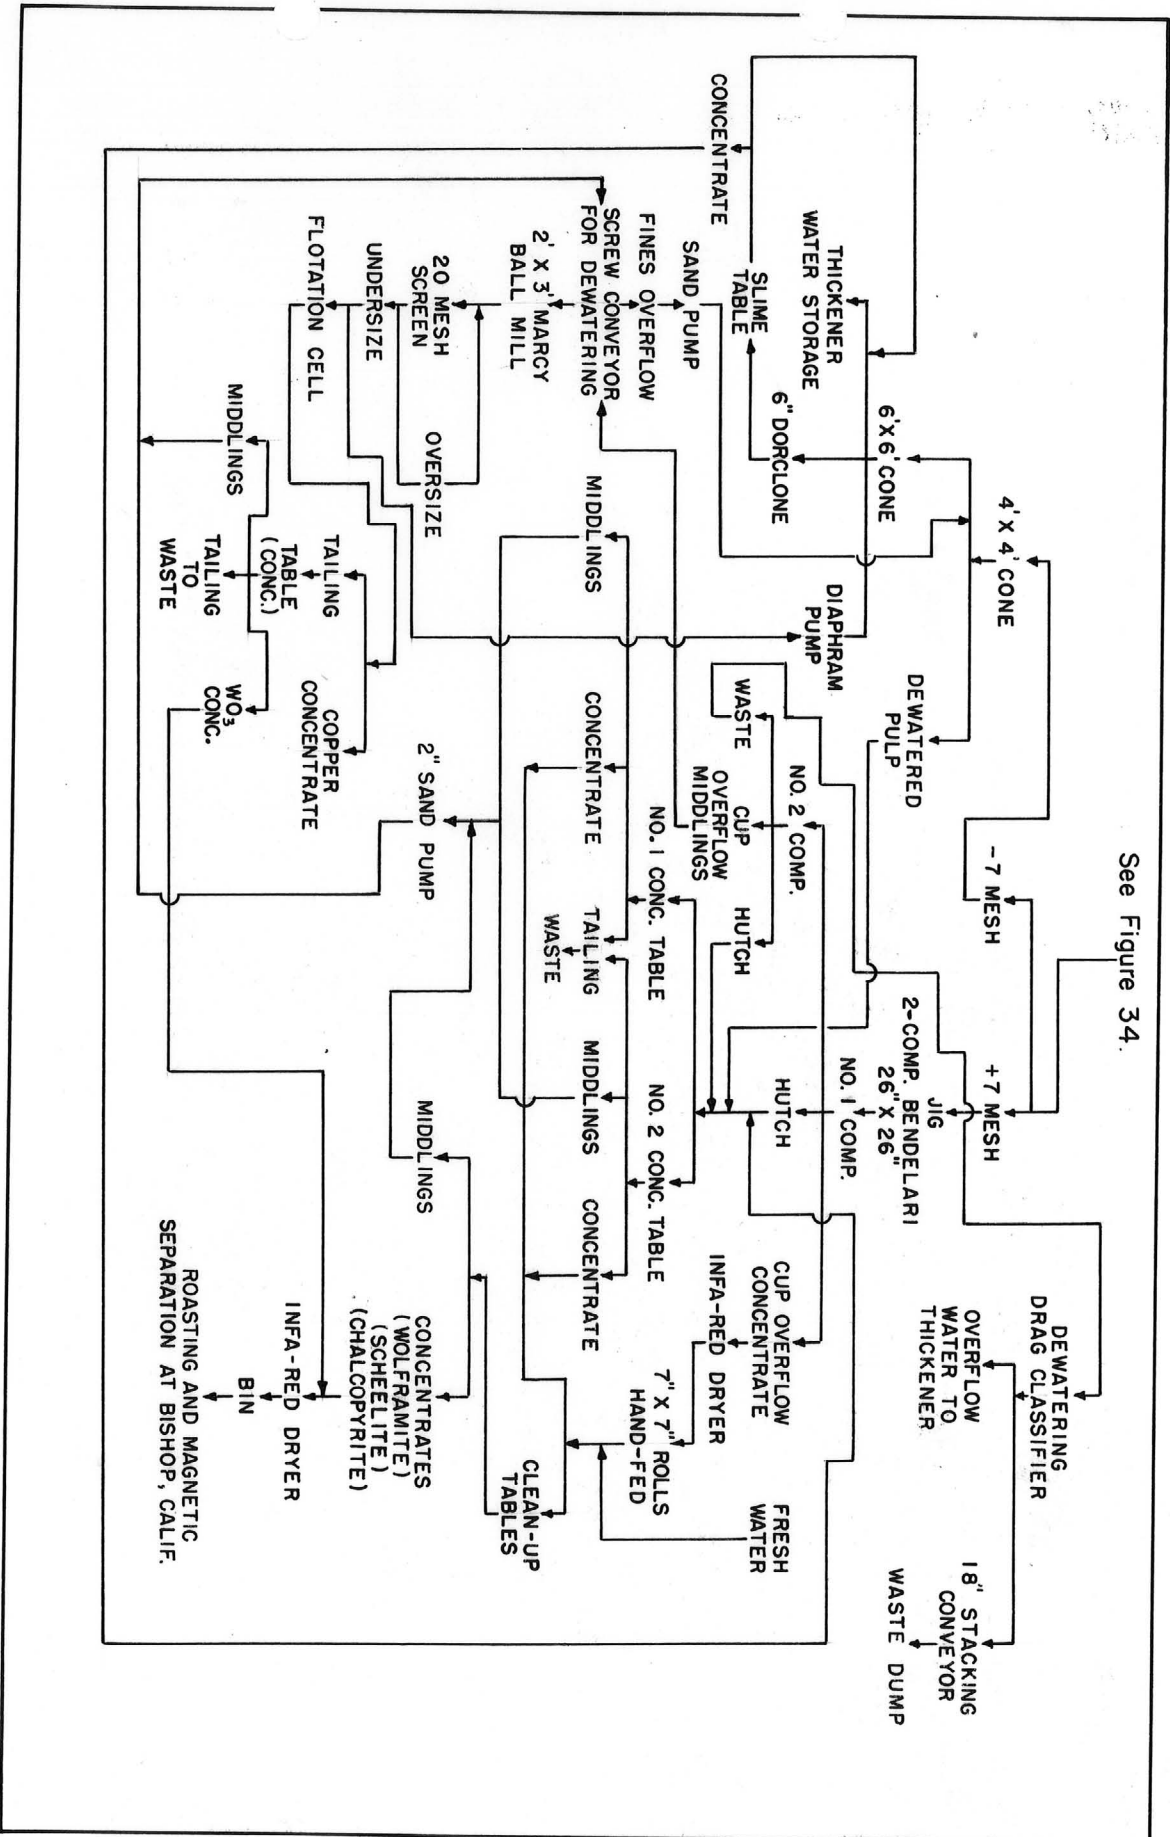 See Figure 34.
-7 MESH
+7 MESH
4' X 4' CONE
DEWATERED
PULP
2-COMP. BENDELARI
JIG
26" X 26"
DEWATERING
DRAG CLASSIFIER
OVERFLOW
WATER TO
THICKENER
18" STACKING
CONVEYOR
WASTE DUMP
6' X 6' CONE
6" DORCLONE
THICKENER
WATER STORAGE
DIAPHRAM
PUMP
NO. 1 COMP.
HUTCH
NO. 2 COMP.
WASTE
CUP
OVERFLOW
MIDDLINGS
HUTCH
CUP OVERFLOW
CONCENTRATE
FRESH
WATER
INFA-RED DRYER
7" X 7" ROLLS
HAND-FED
CONCENTRATE
SLIME
TABLE
SAND PUMP
FINES OVERFLOW
SCREW CONVEYOR
FOR DEWATERING
NO. 1 CONC. TABLE
NO. 2 CONC. TABLE
MIDDLINGS
CONCENTRATE
TAILING
WASTE
MIDDLINGS
CONCENTRATE
2' X 3' MARCY
BALL MILL
20 MESH
SCREEN
OVERSIZE
UNDERSIZE
FLOTATION CELL
CLEAN-UP
TABLES
2" SAND PUMP
MIDDLINGS
CONCENTRATES
(WOLFRAMITE)
(SCHEELITE)
(CHALCOPYRITE)
TAILING
TABLE
(CONC.)
COPPER
CONCENTRATE
MIDDLINGS
TAILING
TO
WASTE
WO3
CONC.
INFA-RED DRYER
BIN
ROASTING AND MAGNETIC
SEPARATION AT BISHOP, CALIF.